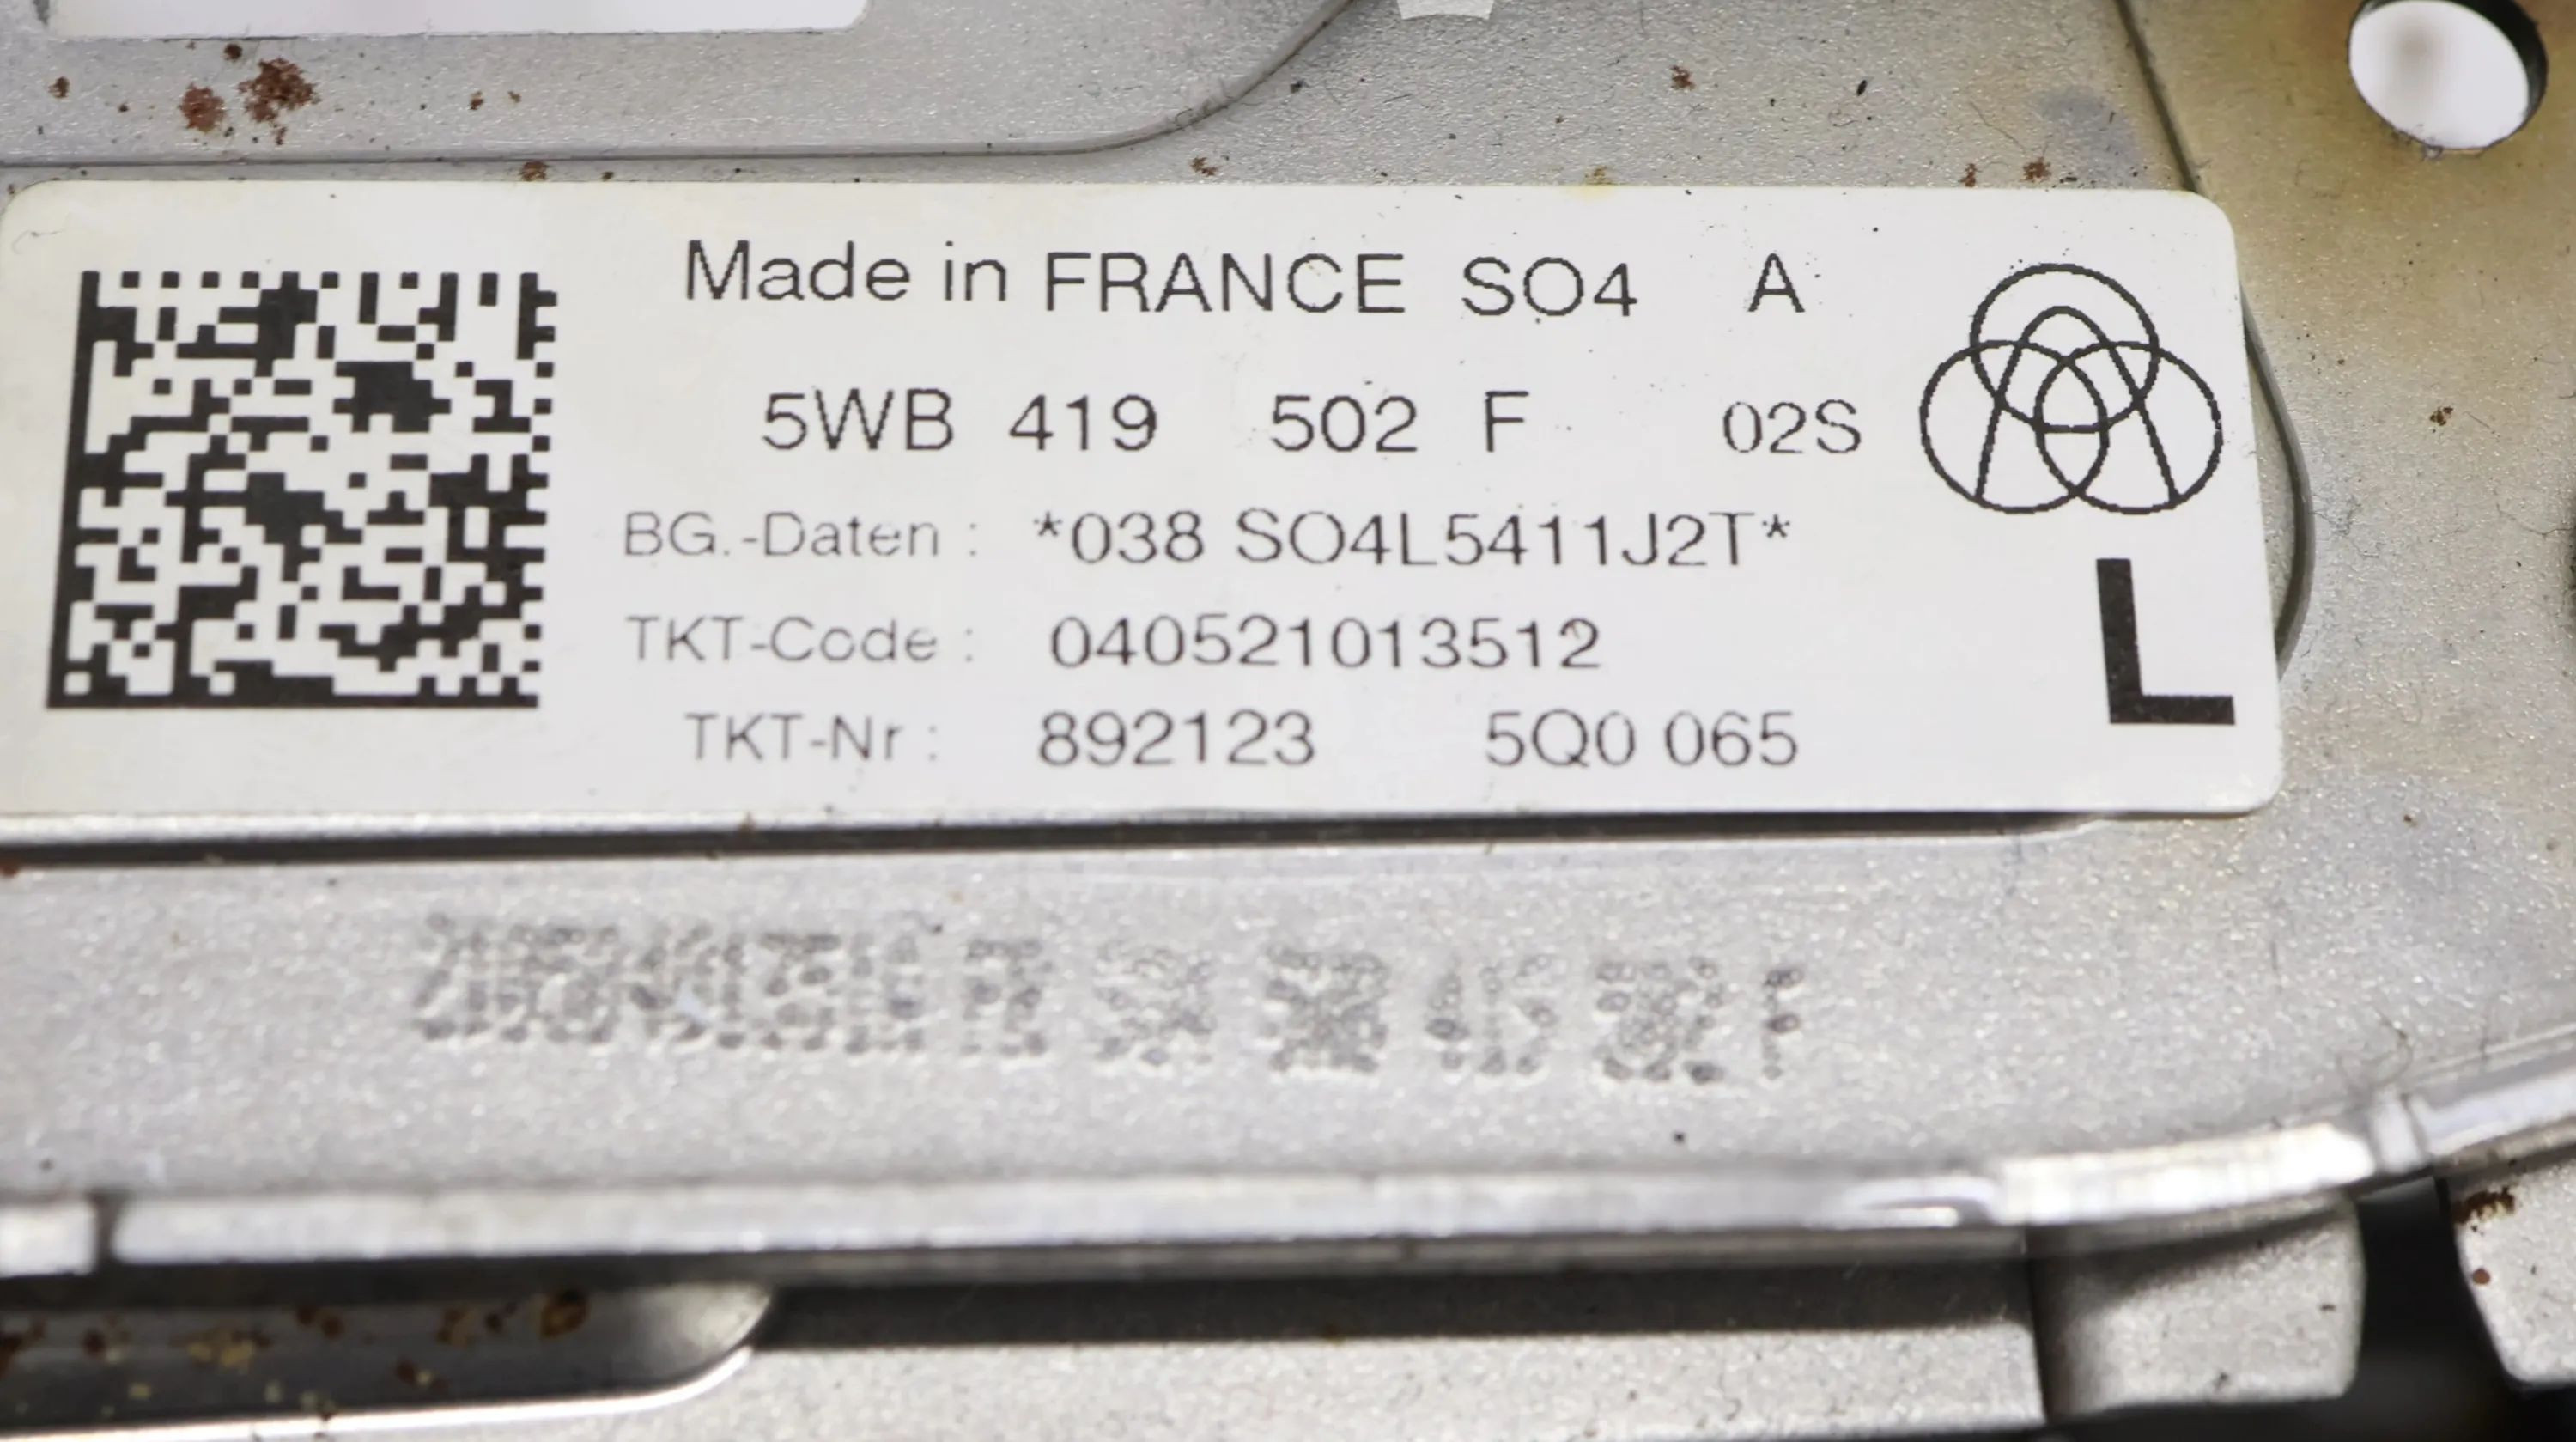 Made in FRANCE SO4 A
5WB 419 502 F 02S
BG.-Daten : *038 SO4L5411J2T*
TKT-Code : 040521013512
TKT-Nr : 892123 5Q0 065
L